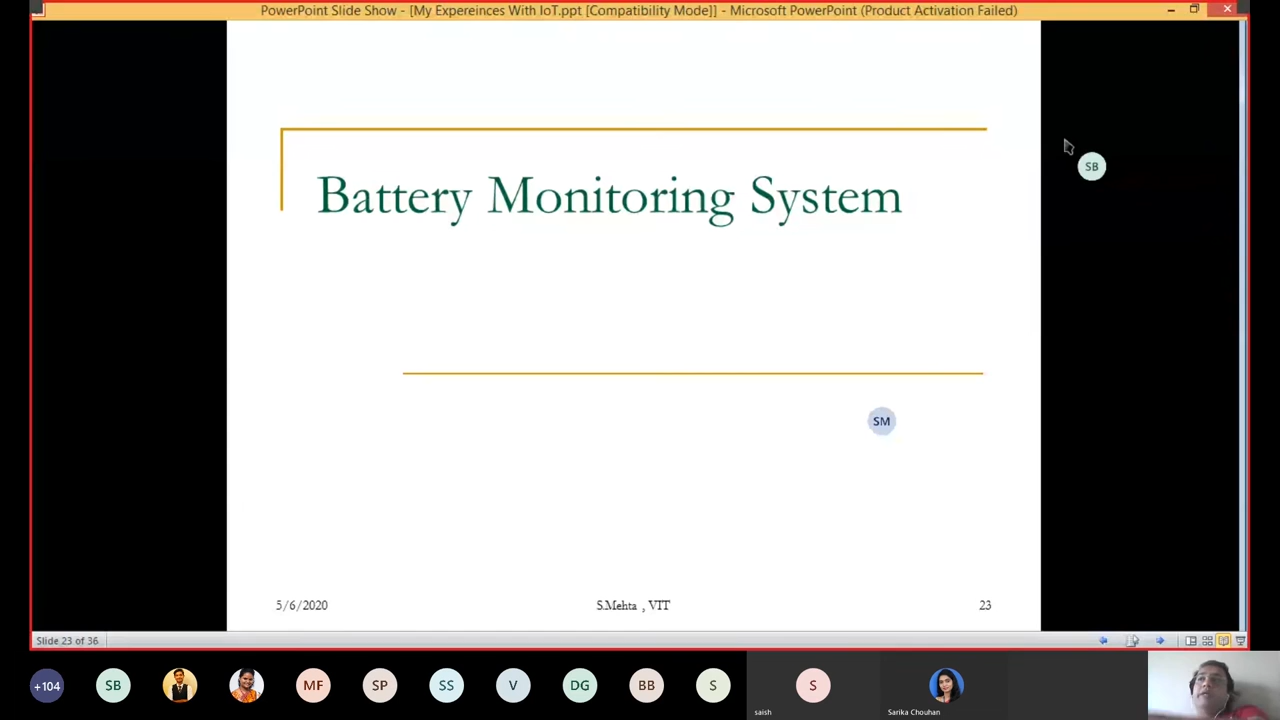 PowerPoint Slide Show - [My Expereinces With IoT.ppt [Compatibility Mode]] - Microsoft PowerPoint (Product Activation Failed)
SB
Battery Monitoring System
SM
5/6/2020 S.Mehta , VIT 23
Slide 23 of 36
+104 SB MF SP SS V DG BB S S
saish Sarika Chouhan